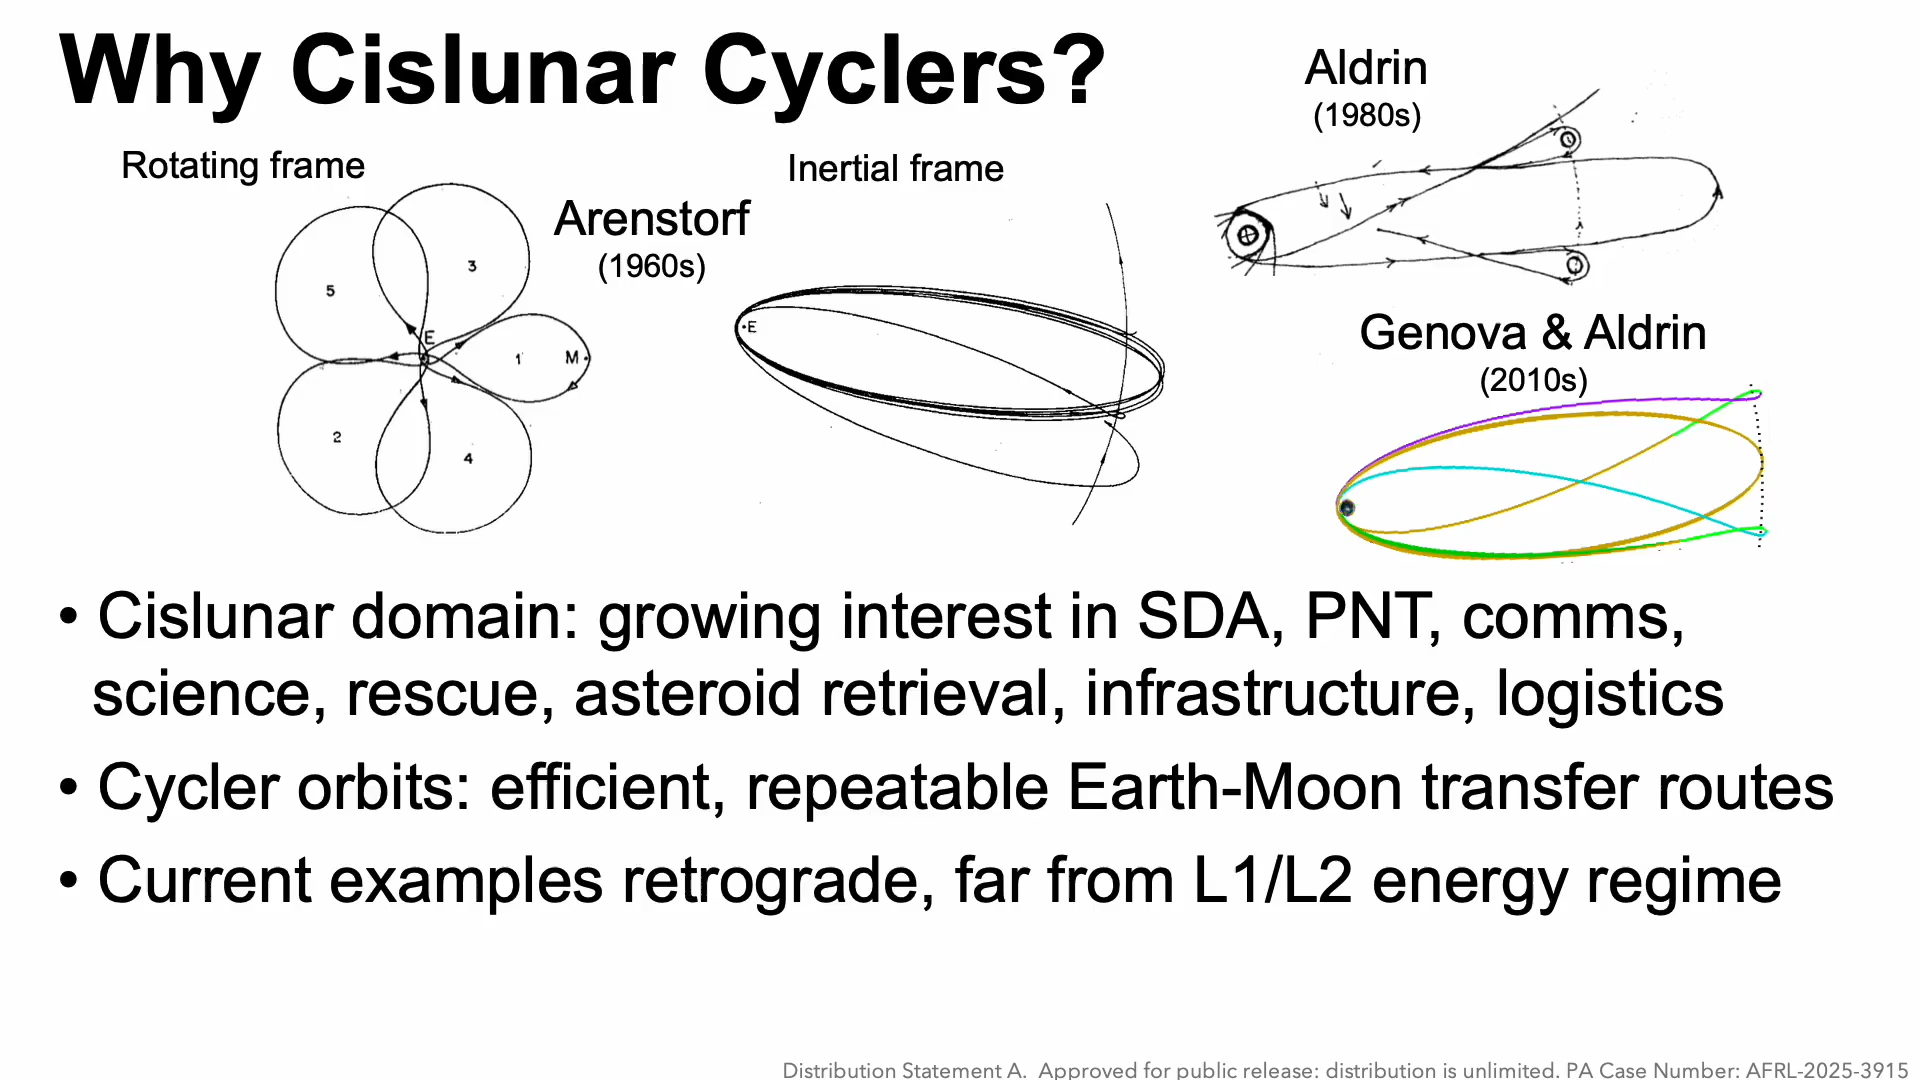 Why Cislunar Cyclers?
Aldrin
(1980s)
Rotating frame
Inertial frame
Arenstorf
(1960s)
5
3
E
1
M
2
4
E
Genova & Aldrin
(2010s)
• Cislunar domain: growing interest in SDA, PNT, comms,
science, rescue, asteroid retrieval, infrastructure, logistics
• Cycler orbits: efficient, repeatable Earth-Moon transfer routes
• Current examples retrograde, far from L1/L2 energy regime
Distribution Statement A. Approved for public release: distribution is unlimited. PA Case Number: AFRL-2025-3915